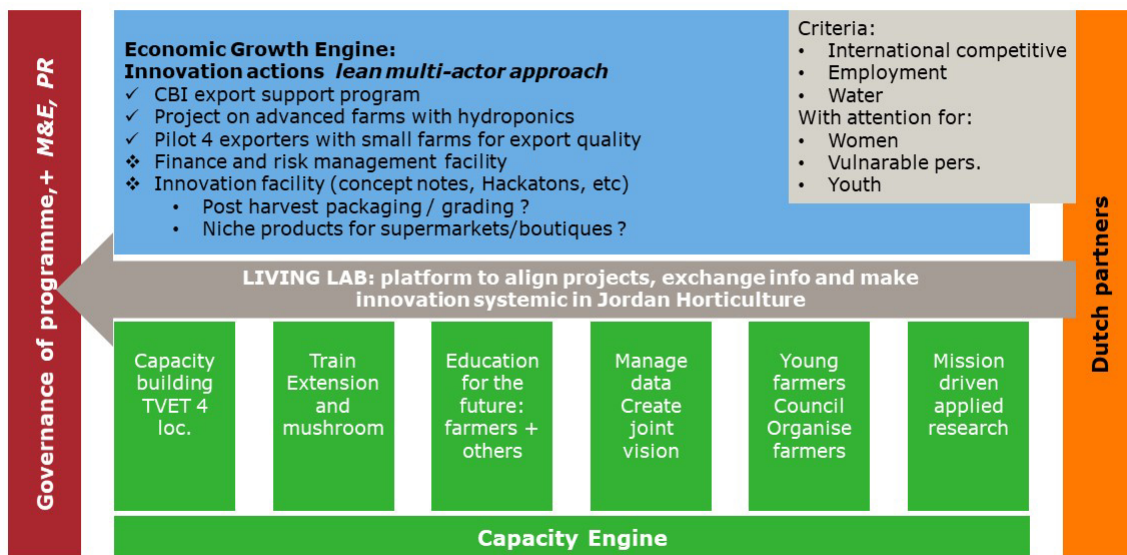 Governance of programme,+ M&E, PR
Economic Growth Engine:
Innovation actions lean multi-actor approach
✓ CBI export support program
✓ Project on advanced farms with hydroponics
✓ Pilot 4 exporters with small farms for export quality
❖ Finance and risk management facility
❖ Innovation facility (concept notes, Hackatons, etc)
• Post harvest packaging / grading ?
• Niche products for supermarkets/boutiques ?
Criteria:
• International competitive
• Employment
• Water
With attention for:
• Women
• Vulnarable pers.
• Youth
Dutch partners
LIVING LAB: platform to align projects, exchange info and make
innovation systemic in Jordan Horticulture
Capacity
building
TVET 4
loc.
Train
Extension
and
mushroom
Education
for the
future:
farmers +
others
Manage
data
Create
joint
vision
Young
farmers
Council
Organise
farmers
Mission
driven
applied
research
Capacity Engine